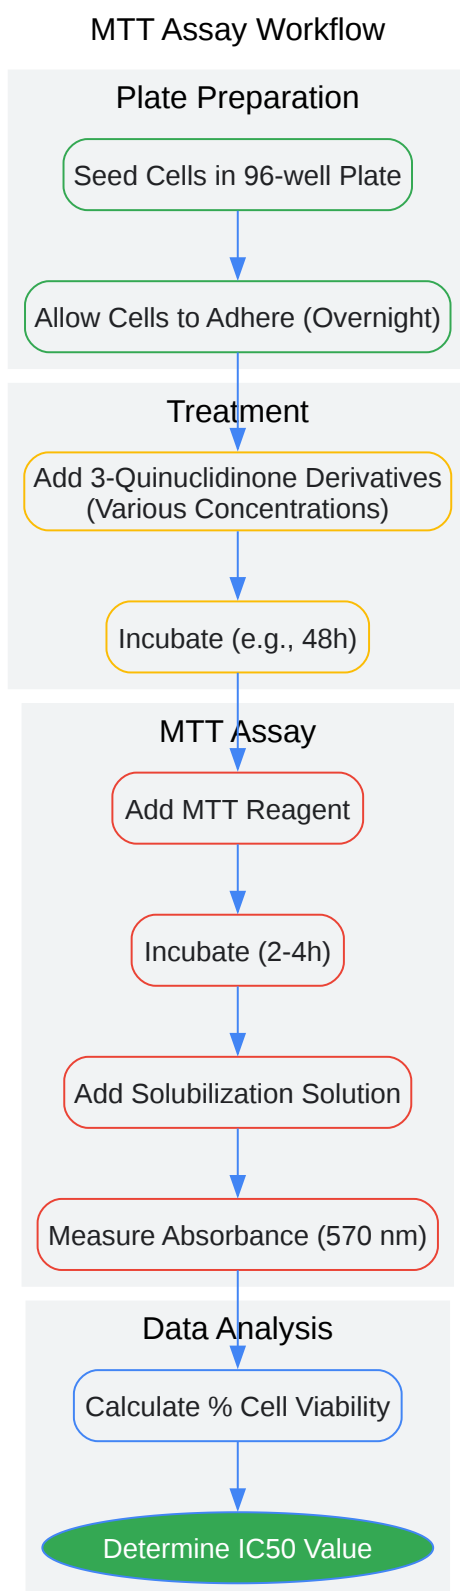 MTT Assay Workflow
Plate Preparation
Seed Cells in 96-well Plate
Allow Cells to Adhere (Overnight)
Treatment
Add 3-Quinuclidinone Derivatives
(Various Concentrations)
Incubate (e.g., 48h)
MTT Assay
Add MTT Reagent
Incubate (2-4h)
Add Solubilization Solution
Measure Absorbance (570 nm)
Data Analysis
Calculate % Cell Viability
Determine IC50 Value